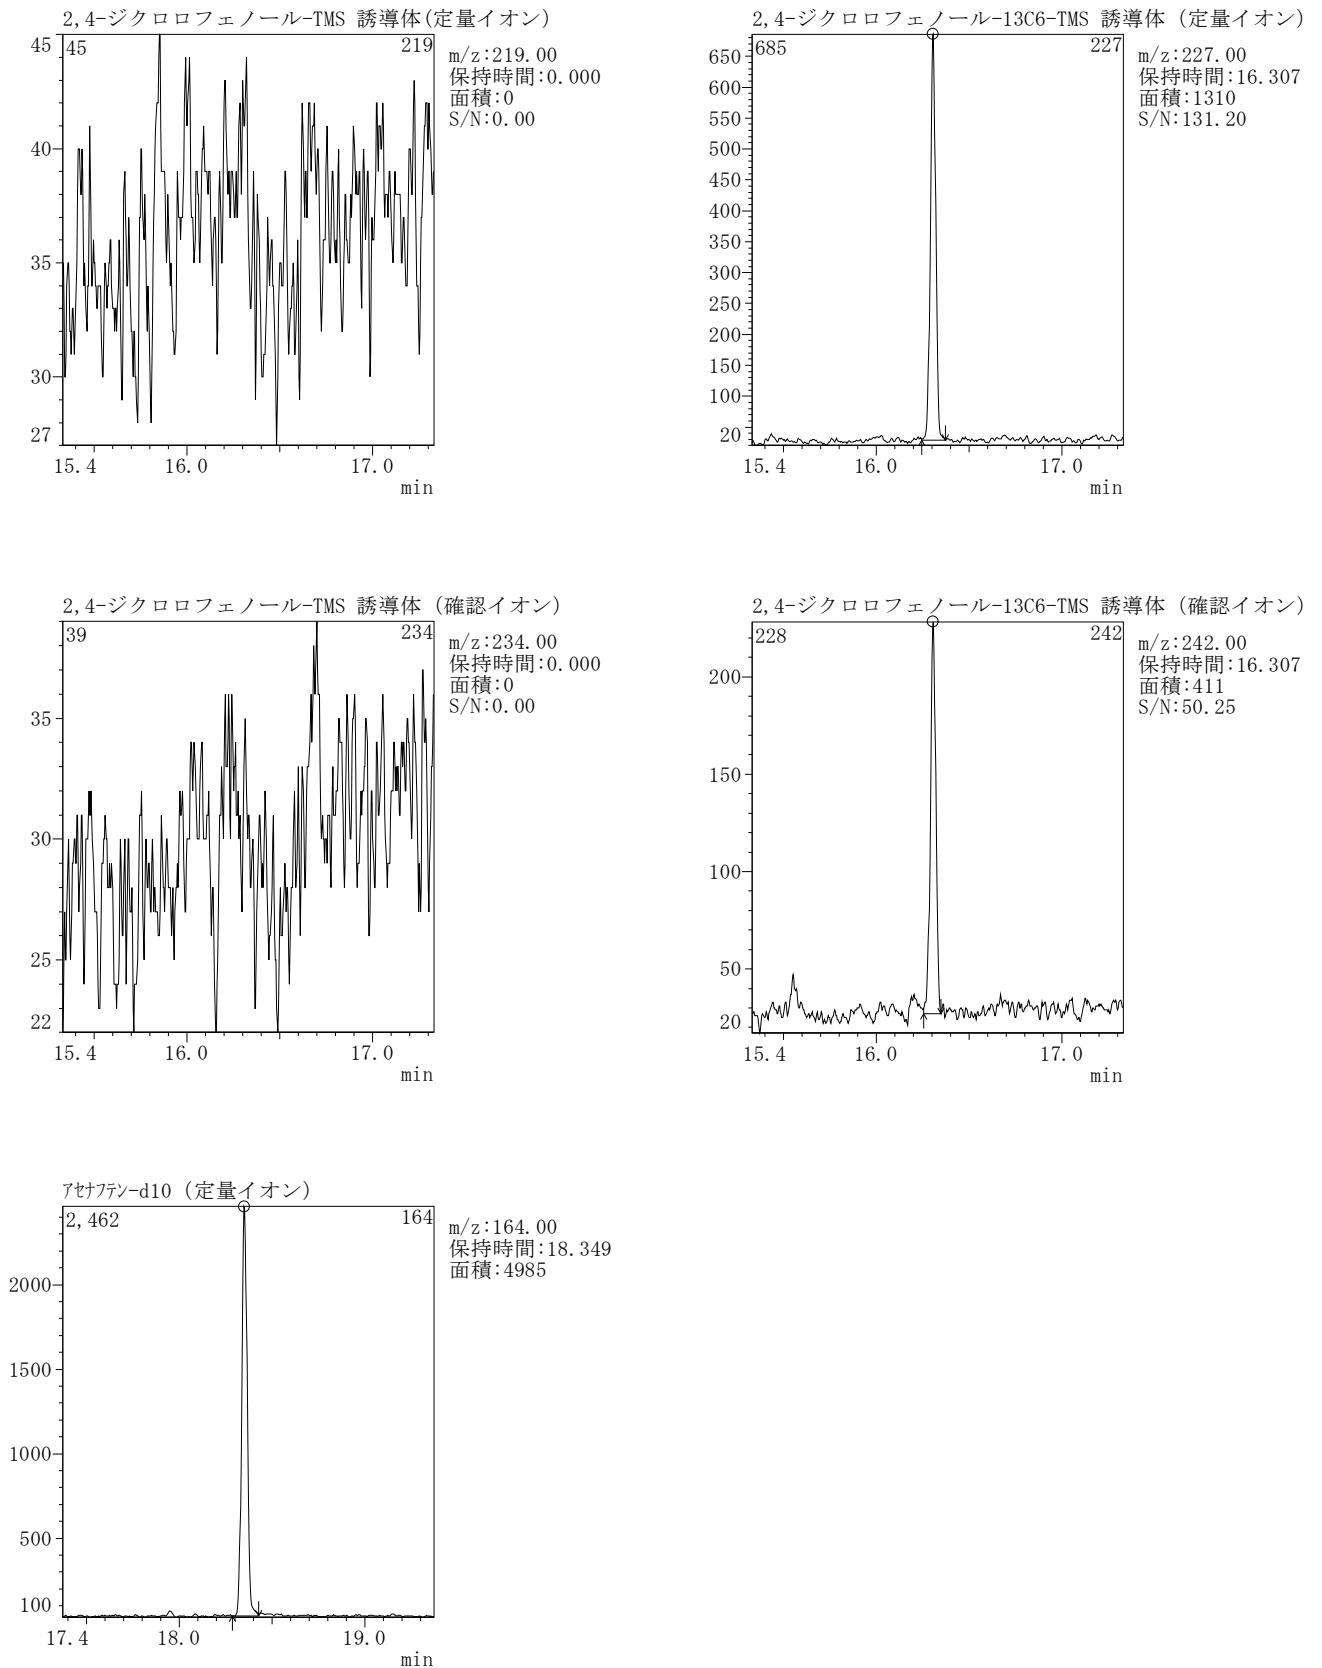 2,4-ジクロロフェノール-TMS 誘導体(定量イオン)
45
45
219
40
35
30
27
15.4
16.0
17.0
min
m/z:219.00
保持時間:0.000
面積:0
S/N:0.00
2,4-ジクロロフェノール-13C6-TMS 誘導体 (定量イオン)
685
227
650
600
550
500
450
400
350
300
250
200
150
100
20
15.4
16.0
17.0
min
m/z:227.00
保持時間:16.307
面積:1310
S/N:131.20
2,4-ジクロロフェノール-TMS 誘導体 (確認イオン)
39
234
35
30
25
22
15.4
16.0
17.0
min
m/z:234.00
保持時間:0.000
面積:0
S/N:0.00
2,4-ジクロロフェノール-13C6-TMS 誘導体 (確認イオン)
228
242
200
150
100
50
20
15.4
16.0
17.0
min
m/z:242.00
保持時間:16.307
面積:411
S/N:50.25
ｱｾﾅﾌﾃﾝ-d10 (定量イオン)
2,462
164
2000
1500
1000
500
100
17.4
18.0
19.0
min
m/z:164.00
保持時間:18.349
面積:4985